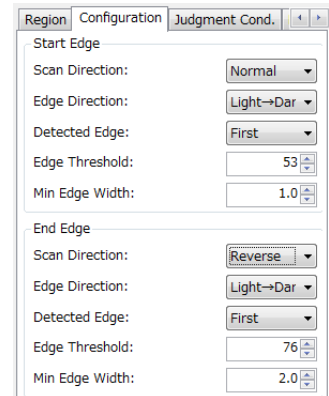 Region Configuration Judgment Cond.
Start Edge
Scan Direction: Normal
Edge Direction: Light→Dar
Detected Edge: First
Edge Threshold: 53
Min Edge Width: 1.0
End Edge
Scan Direction: Reverse
Edge Direction: Light→Dar
Detected Edge: First
Edge Threshold: 76
Min Edge Width: 2.0